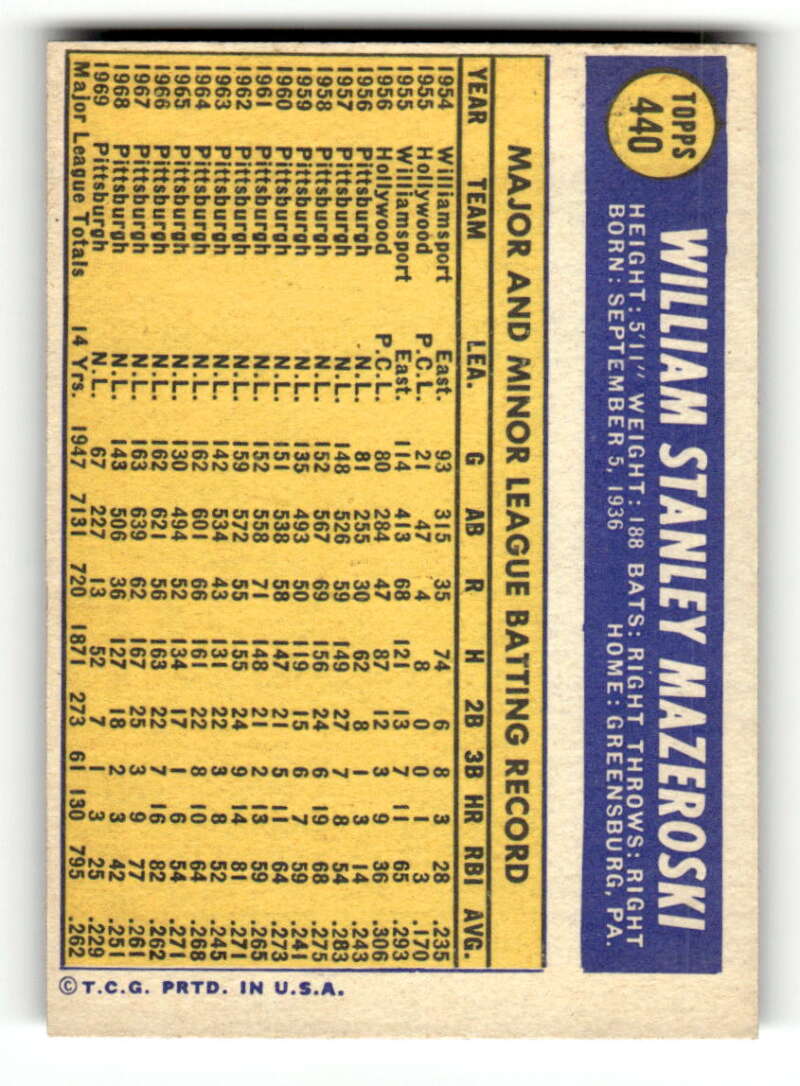 TOPPS
440
WILLIAM STANLEY MAZEROSKI
HEIGHT: 5'11" WEIGHT: 188 BATS: RIGHT THROWS: RIGHT
BORN: SEPTEMBER 5, 1936 HOME: GREENSBURG, PA.
MAJOR AND MINOR LEAGUE BATTING RECORD
YEAR TEAM LEA. G AB R H 2B 3B HR RBI AVG.
1954 Williamsport East. 93 315 35 74 6 8 3 28 .235
1955 Hollywood P.C.L. 21 47 4 8 0 0 1 3 .170
1955 Williamsport East. 114 413 68 121 13 7 11 65 .293
1956 Hollywood P.C.L. 80 284 47 87 12 3 9 36 .306
1956 Pittsburgh N.L. 81 255 30 62 8 1 3 14 .243
1957 Pittsburgh N.L. 148 526 59 149 27 7 8 54 .283
1958 Pittsburgh N.L. 152 567 69 156 24 6 19 68 .275
1959 Pittsburgh N.L. 135 493 50 119 15 6 7 59 .241
1960 Pittsburgh N.L. 151 538 58 147 21 5 11 64 .273
1961 Pittsburgh N.L. 152 558 71 148 21 2 13 59 .265
1962 Pittsburgh N.L. 159 572 55 155 24 9 14 81 .271
1963 Pittsburgh N.L. 142 534 43 131 22 3 8 52 .245
1964 Pittsburgh N.L. 162 601 66 161 22 8 10 64 .268
1965 Pittsburgh N.L. 130 494 52 134 17 1 6 54 .271
1966 Pittsburgh N.L. 162 621 56 163 22 7 16 82 .262
1967 Pittsburgh N.L. 163 639 62 167 25 3 9 77 .261
1968 Pittsburgh N.L. 143 506 36 127 18 2 3 42 .251
1969 Pittsburgh N.L. 67 227 13 52 7 1 3 25 .229
Major League Totals 14 Yrs. 1947 7131 720 1871 273 61 130 795 .262
© T.C.G. PRTD. IN U.S.A.